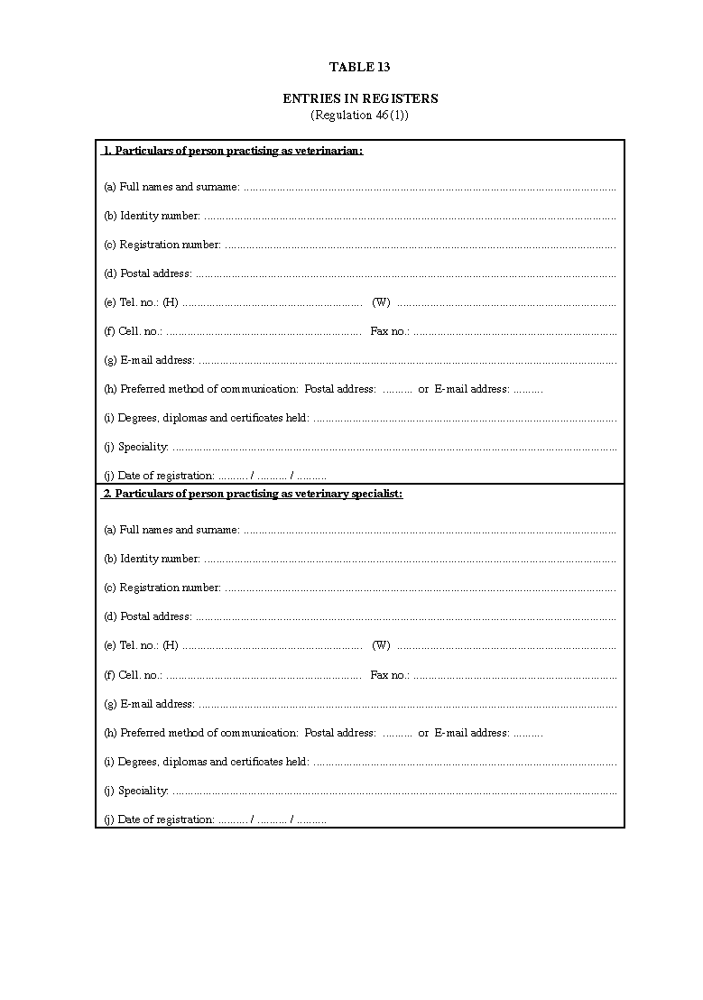 TABLE 13
ENTRIES IN REGISTERS
(Regulation 46(1))
1. Particulars of person practising as veterinarian:
(a) Full names and surname: ....................................................................................................................
(b) Identity number: ....................................................................................................................
(c) Registration number: ....................................................................................................................
(d) Postal address: ....................................................................................................................
(e) Tel. no.: (H) ............................................................ (W) ............................................................
(f) Cell. no.: ............................................................ Fax no.: ............................................................
(g) E-mail address: ....................................................................................................................
(h) Preferred method of communication: Postal address: .......... or E-mail address: ..........
(i) Degrees, diplomas and certificates held: ....................................................................................................
(j) Speciality: ....................................................................................................................
(j) Date of registration: .......... / .......... / ..........
2. Particulars of person practising as veterinary specialist:
(a) Full names and surname: ....................................................................................................................
(b) Identity number: ....................................................................................................................
(c) Registration number: ....................................................................................................................
(d) Postal address: ....................................................................................................................
(e) Tel. no.: (H) ............................................................ (W) ............................................................
(f) Cell. no.: ............................................................ Fax no.: ............................................................
(g) E-mail address: ....................................................................................................................
(h) Preferred method of communication: Postal address: .......... or E-mail address: ..........
(i) Degrees, diplomas and certificates held: ....................................................................................................
(j) Speciality: ....................................................................................................................
(j) Date of registration: .......... / .......... / ..........